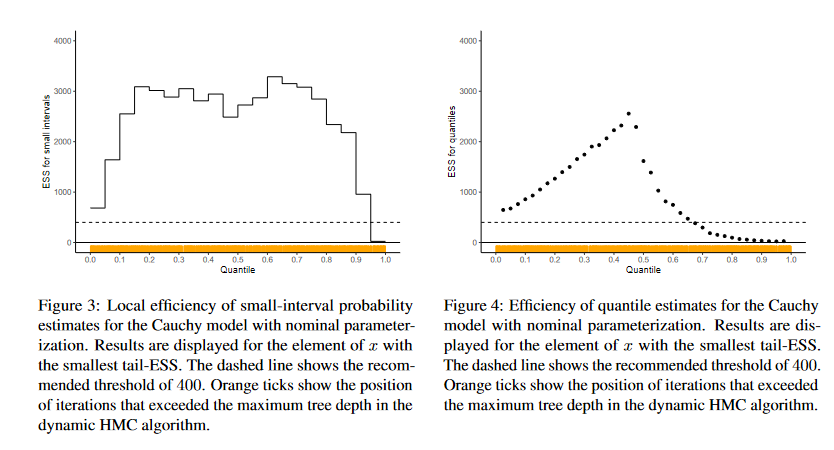 4000
3000
2000
1000
0
ESS for small intervals
0.0 0.1 0.2 0.3 0.4 0.5 0.6 0.7 0.8 0.9 1.0
Quantile
Figure 3: Local efficiency of small-interval probability
estimates for the Cauchy model with nominal parameter-
ization. Results are displayed for the element of x with
the smallest tail-ESS. The dashed line shows the recom-
mended threshold of 400. Orange ticks show the position
of iterations that exceeded the maximum tree depth in the
dynamic HMC algorithm.
4000
3000
2000
1000
0
ESS for quantiles
0.0 0.1 0.2 0.3 0.4 0.5 0.6 0.7 0.8 0.9 1.0
Quantile
Figure 4: Efficiency of quantile estimates for the Cauchy
model with nominal parameterization. Results are dis-
played for the element of x with the smallest tail-ESS.
The dashed line shows the recommended threshold of 400.
Orange ticks show the position of iterations that exceeded
the maximum tree depth in the dynamic HMC algorithm.